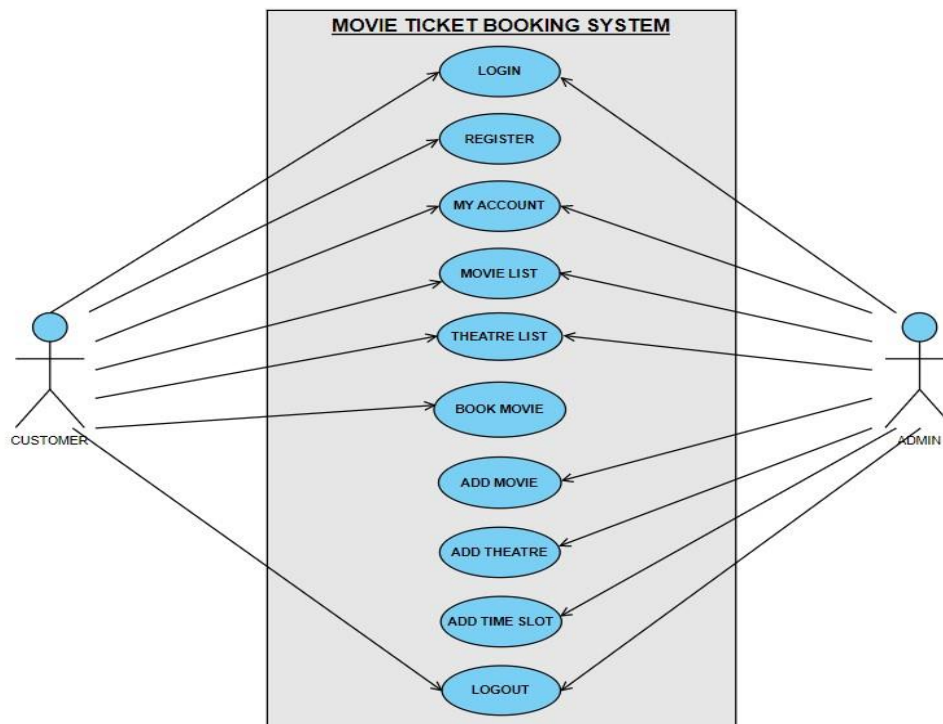 MOVIE TICKET BOOKING SYSTEM
LOGIN
REGISTER
MY ACCOUNT
MOVIE LIST
THEATRE LIST
BOOK MOVIE
CUSTOMER
ADMIN
ADD MOVIE
ADD THEATRE
ADD TIME SLOT
LOGOUT